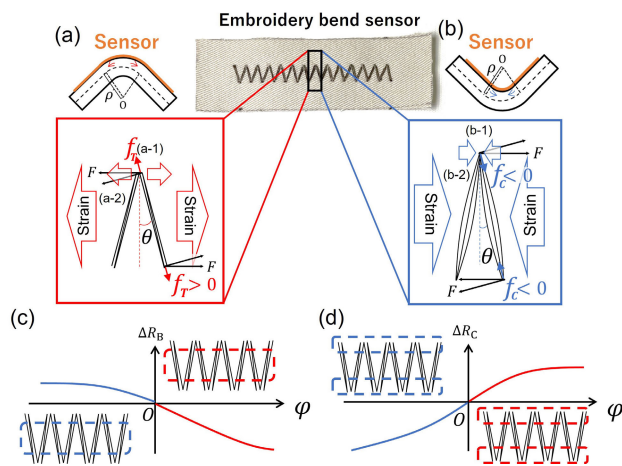 Embroidery bend sensor
(a)
Sensor
ρ
O
(b)
Sensor
O
ρ
f_T (a-1)
F
(a-2)
Strain
Strain
θ
F
f_T > 0
(b-1)
F
(b-2)
f_C < 0
Strain
Strain
θ
F
f_C < 0
(c)
ΔR_B
O
φ
(d)
ΔR_C
O
φ